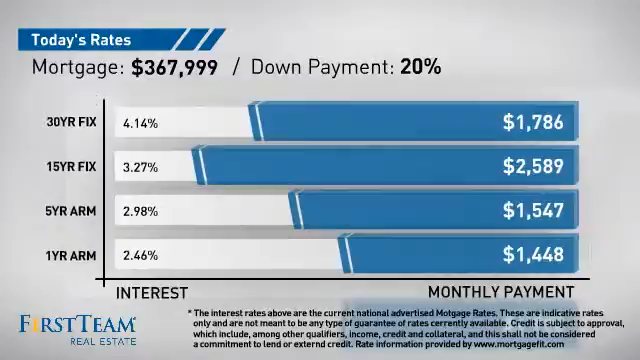 Today's Rates
Mortgage: $367,999 / Down Payment: 20%
30YR FIX 4.14% $1,786
15YR FIX 3.27% $2,589
5YR ARM 2.98% $1,547
1YR ARM 2.46% $1,448
INTEREST MONTHLY PAYMENT
FIRSTTEAM®
REAL ESTATE
* The interest rates above are the current national advertised Motgage Rates. These are indicative rates
only and are not meant to be any type of guarantee of rates cerrently available. Credit is subject to approval,
which include, among other qualifiers, income, credit and collateral, and this shall not be considered
a commitment to lend or externd credit. Rate information provided by www.mortgagefit.com